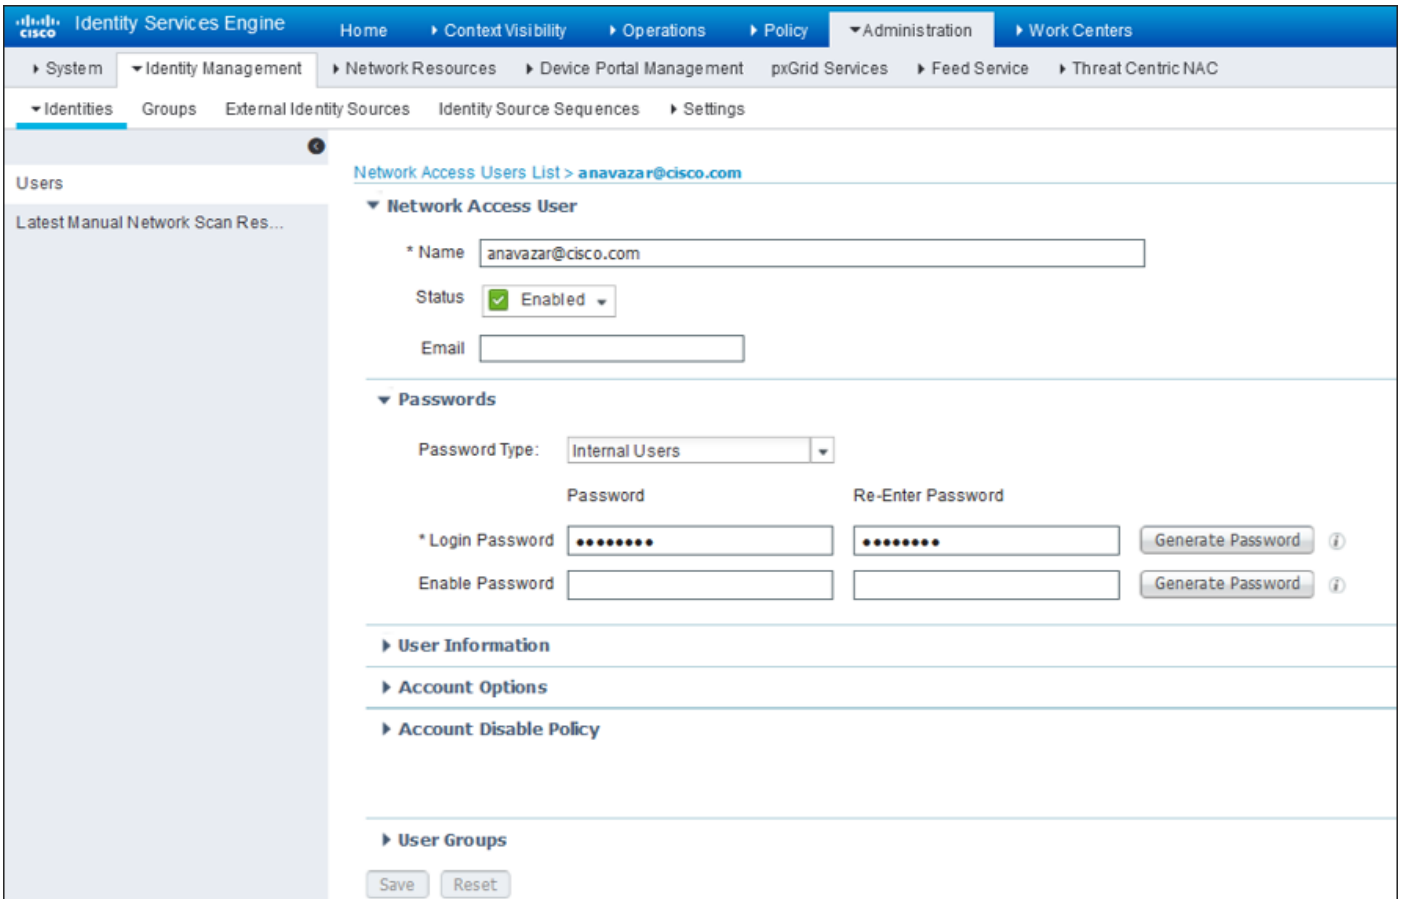 cisco Identity Services Engine Home Context Visibility Operations Policy Administration Work Centers
System Identity Management Network Resources Device Portal Management pxGrid Services Feed Service Threat Centric NAC
Identities Groups External Identity Sources Identity Source Sequences Settings
Users
Latest Manual Network Scan Res...
Network Access Users List > anavazar@cisco.com
Network Access User
* Name anavazar@cisco.com
Status Enabled
Email
Passwords
Password Type: Internal Users
Password Re-Enter Password
* Login Password •••••••• •••••••• Generate Password i
Enable Password Generate Password i
User Information
Account Options
Account Disable Policy
User Groups
Save Reset